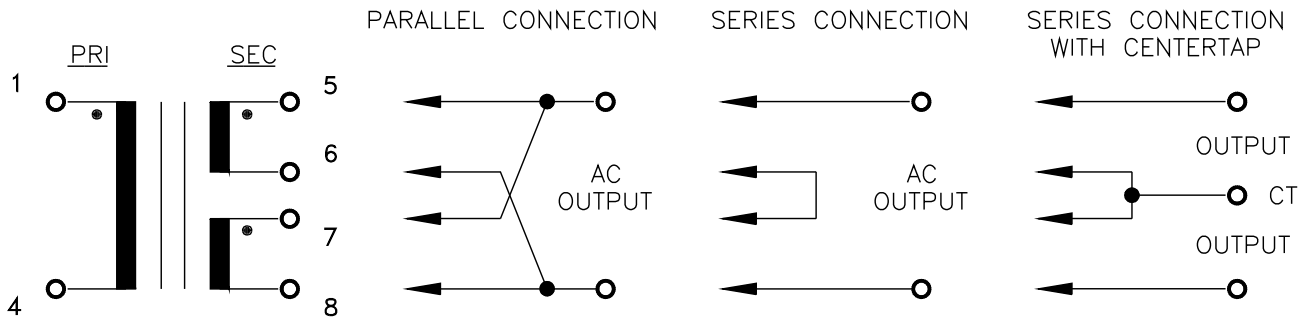 PRI
SEC
1
4
5
6
7
8
PARALLEL CONNECTION
AC
OUTPUT
SERIES CONNECTION
AC
OUTPUT
SERIES CONNECTION
WITH CENTERTAP
OUTPUT
CT
OUTPUT